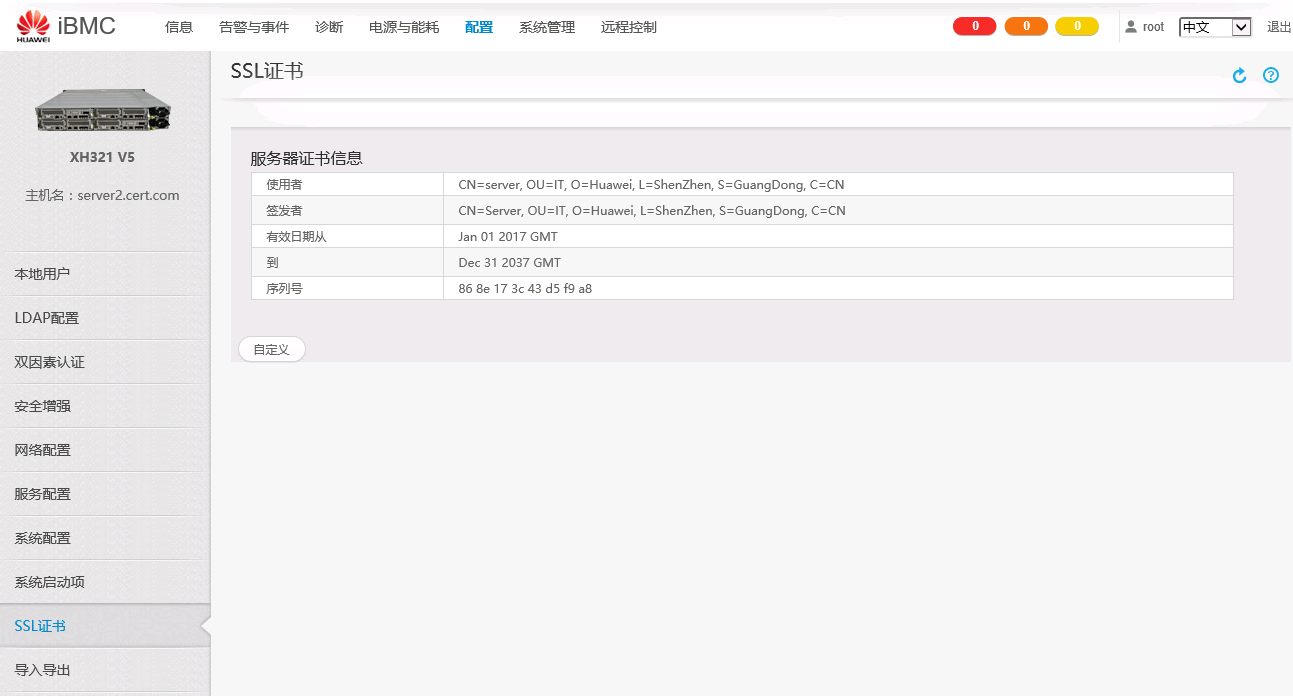 HUAWEI iBMC 信息 告警与事件 诊断 电源与能耗 配置 系统管理 远程控制 0 0 0 root 中文 退出
SSL证书
XH321 V5
主机名：server2.cert.com
本地用户
LDAP配置
双因素认证
安全增强
网络配置
服务配置
系统配置
系统启动项
SSL证书
导入导出
服务器证书信息
使用者 CN=server, OU=IT, O=Huawei, L=ShenZhen, S=GuangDong, C=CN
签发者 CN=Server, OU=IT, O=Huawei, L=ShenZhen, S=GuangDong, C=CN
有效日期从 Jan 01 2017 GMT
到 Dec 31 2037 GMT
序列号 86 8e 17 3c 43 d5 f9 a8
自定义